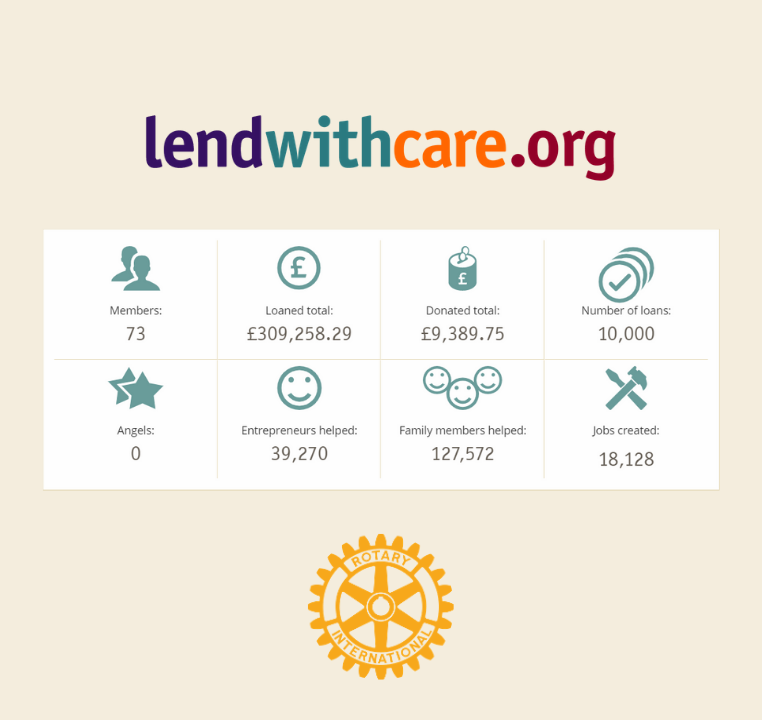 lendwithcare.org
Members:
73
Loaned total:
£309,258.29
Donated total:
£9,389.75
Number of loans:
10,000
Angels:
0
Entrepreneurs helped:
39,270
Family members helped:
127,572
Jobs created:
18,128
ROTARY
INTERNATIONAL